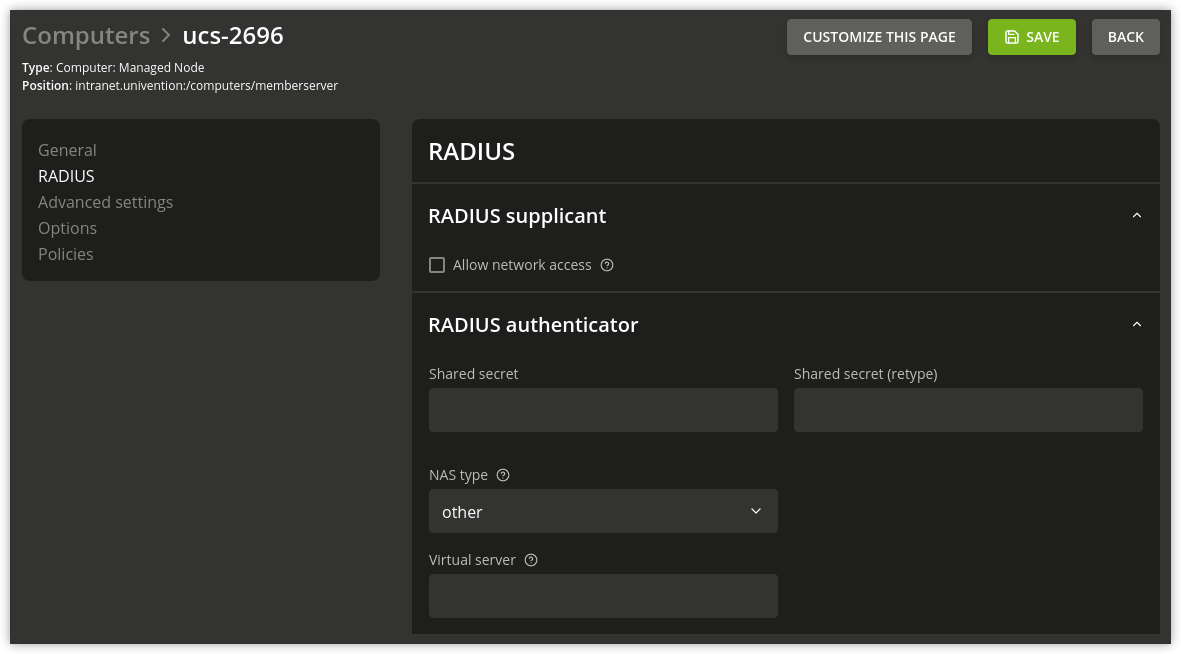 Computers > ucs-2696
CUSTOMIZE THIS PAGE
SAVE
BACK
Type: Computer: Managed Node
Position: intranet.univention:/computers/memberserver
General
RADIUS
Advanced settings
Options
Policies
RADIUS
RADIUS supplicant
Allow network access
RADIUS authenticator
Shared secret
Shared secret (retype)
NAS type
other
Virtual server